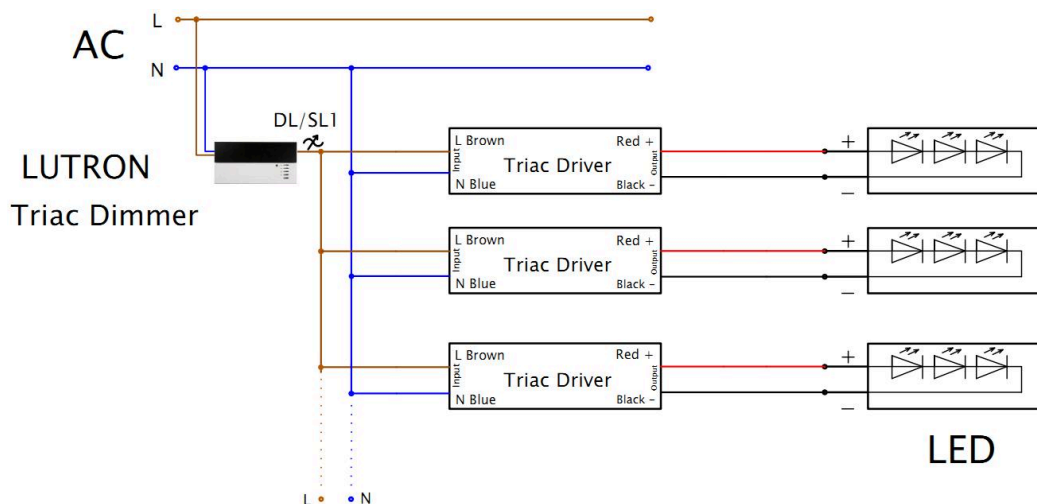 L
AC
N
DL/SL1
LUTRON
Triac Dimmer
L Brown
Red +
Input
Triac Driver
Output
N Blue
Black -
+
−
L Brown
Red +
Input
Triac Driver
Output
N Blue
Black -
+
−
L Brown
Red +
Input
Triac Driver
Output
N Blue
Black -
+
−
LED
L
N